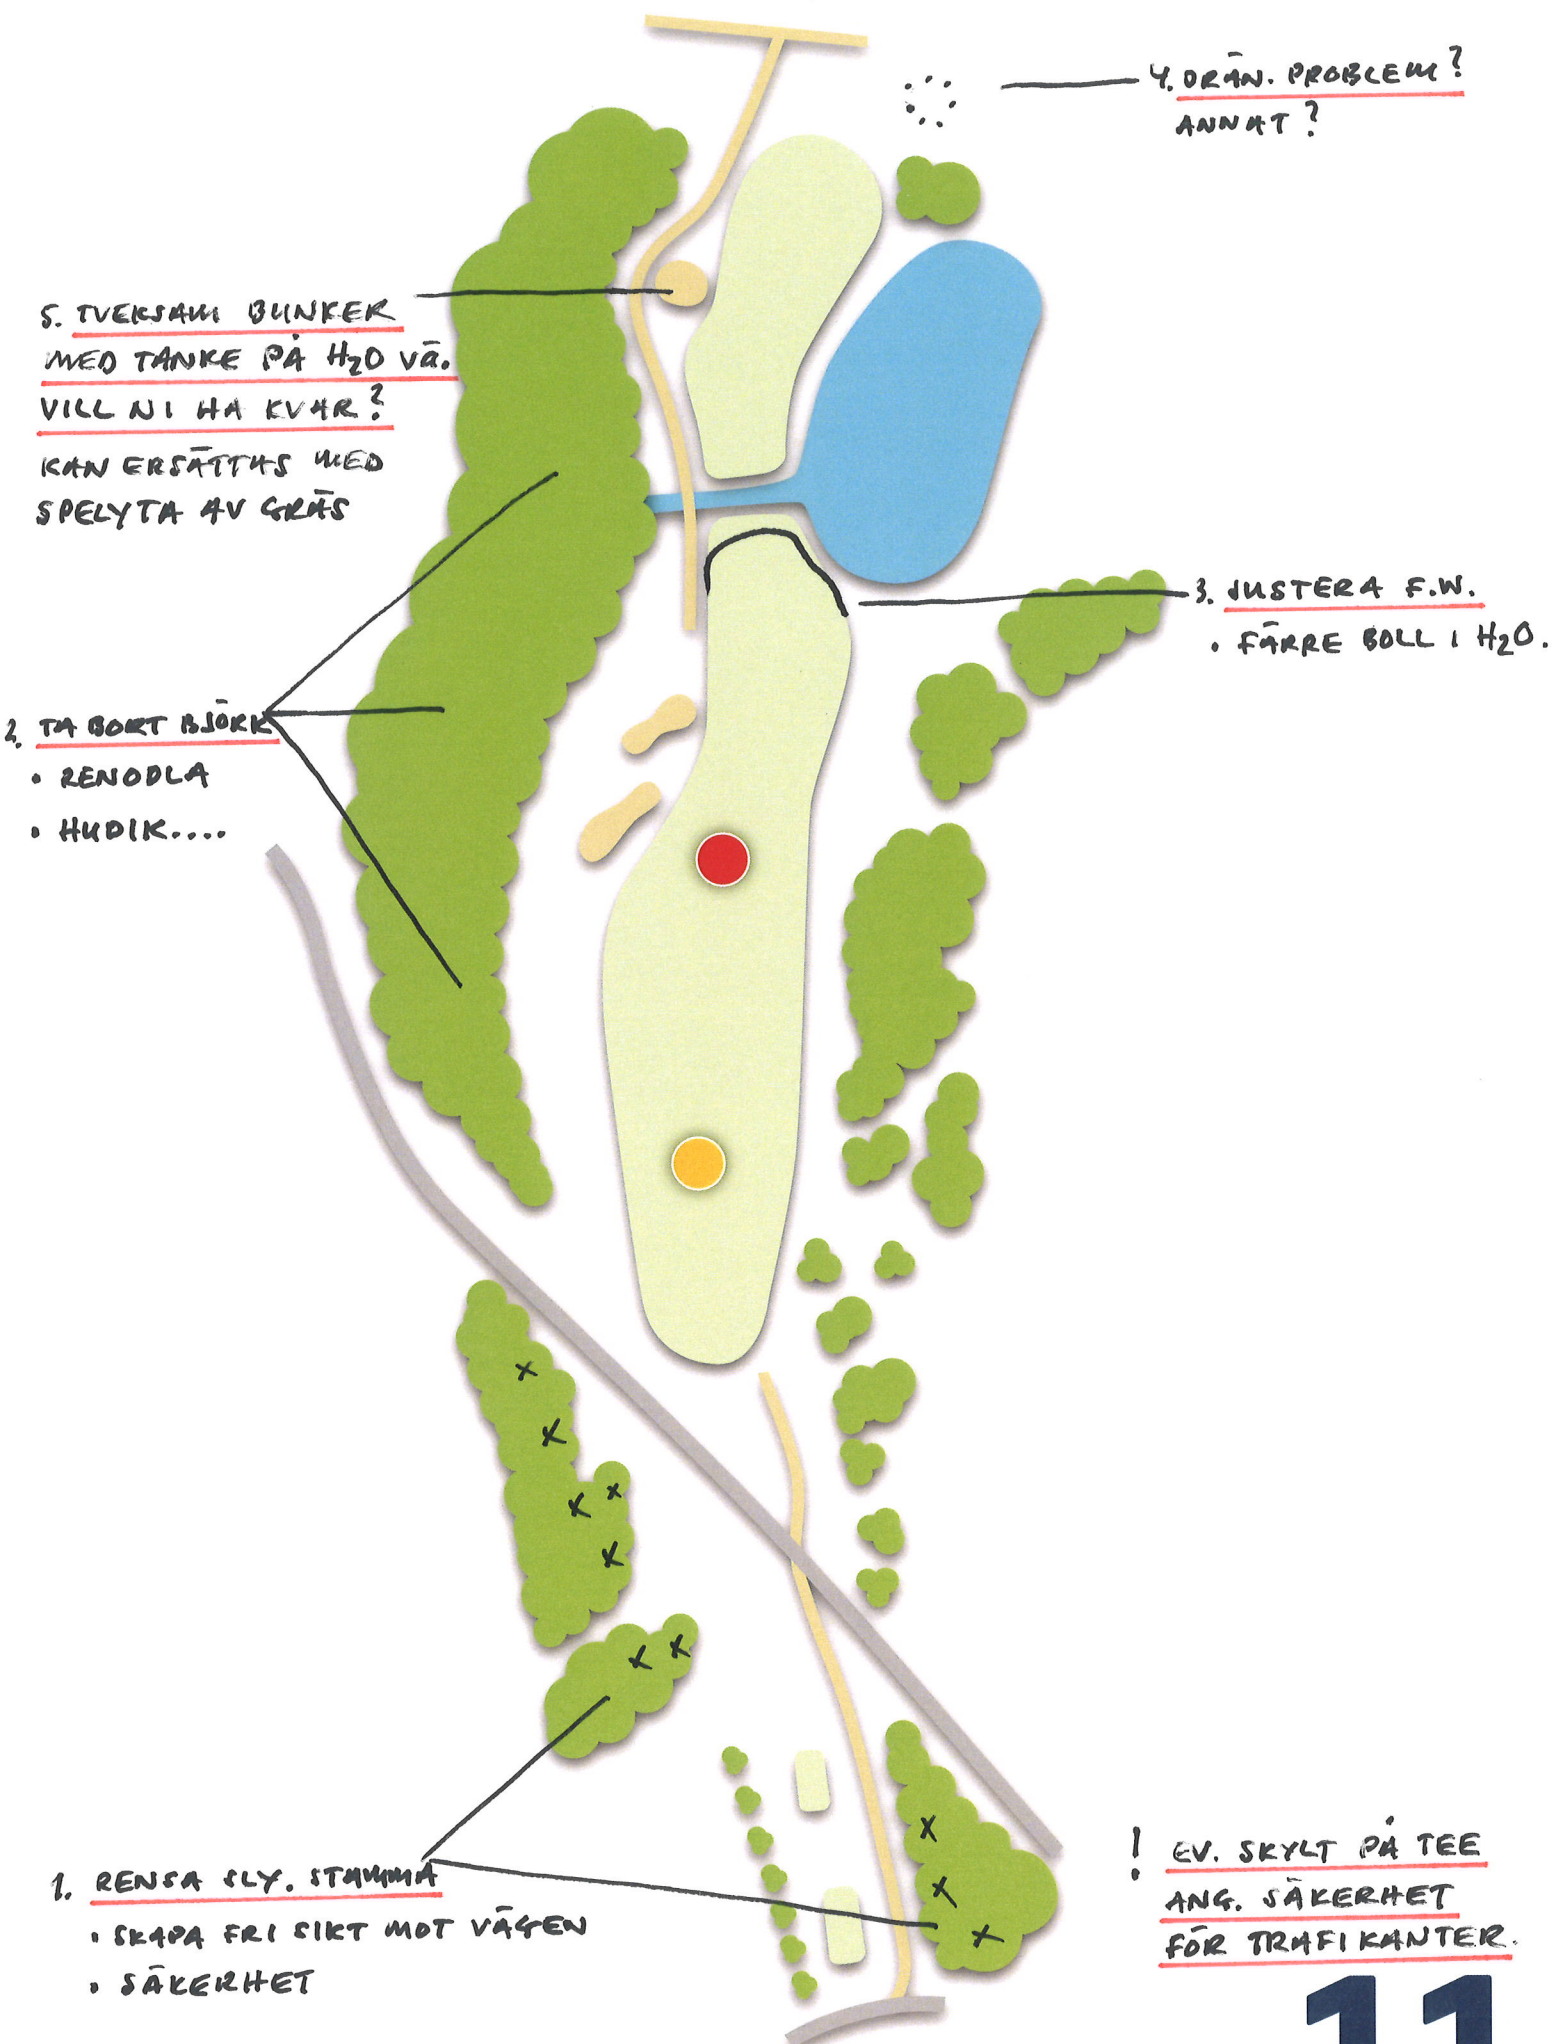 4. DRÄN. PROBLEM?
ANNAT?
5. TVEKSAM BUNKER
MED TANKE PÅ H₂O VÄ.
VILL NI HA KVAR?
KAN ERSÄTTAS MED
SPELYTA AV GRÄS
3. JUSTERA F.W.
• FÄRRE BOLL I H₂O.
2. TA BORT BJÖRK
• RENODLA
• HUDIK....
1. RENSA SLY. STAMMA
• SKAPA FRI SIKT MOT VÄGEN
• SÄKERHET
! EV. SKYLT PÅ TEE
ANG. SÄKERHET
FÖR TRAFIKANTER.
11